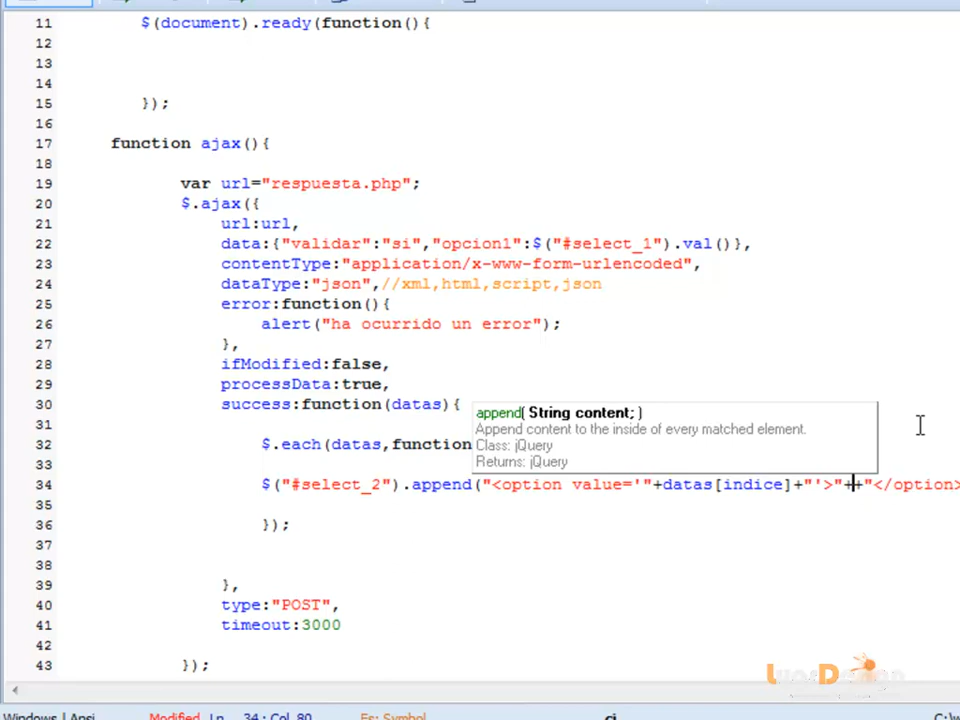 11 $(document).ready(function(){
12
13
14
15 });
16
17 function ajax(){
18
19 var url="respuesta.php";
20 $.ajax({
21 url:url,
22 data:{"validar":"si","opcion1":$("#select_1").val()},
23 contentType:"application/x-www-form-urlencoded",
24 dataType:"json",//xml,html,script,json
25 error:function(){
26 alert("ha ocurrido un error");
27 },
28 ifModified:false,
29 processData:true,
30 success:function(datas){
append( String content; )
31
Append content to the inside of every matched element.
32 $.each(datas,function
Class: jQuery
33
Returns: jQuery
34 $("#select_2").append("<option value='"+datas[indice]+"'>"++"</option>
35
36 });
37
38
39 },
40 type:"POST",
41 timeout:3000
42
43 });
Windows | Ansi Modified Ln 34 : Col 80 Es: Symbol ci C:\